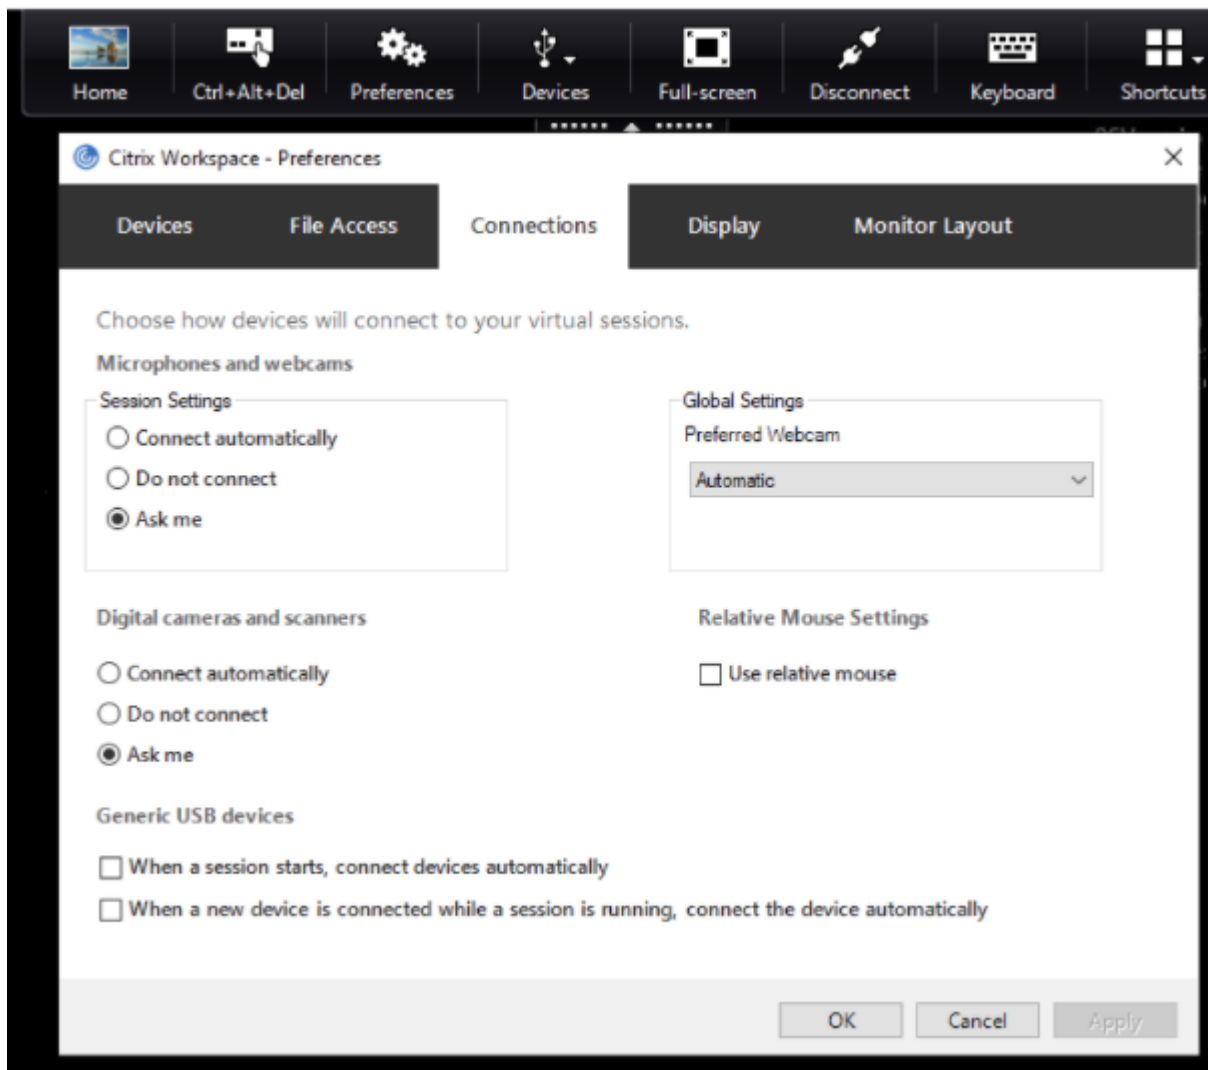 Home Ctrl+Alt+Del Preferences Devices Full-screen Disconnect Keyboard Shortcuts
Citrix Workspace - Preferences
Devices File Access Connections Display Monitor Layout
Choose how devices will connect to your virtual sessions.
Microphones and webcams
Session Settings
Connect automatically
Do not connect
Ask me
Global Settings
Preferred Webcam
Automatic
Digital cameras and scanners
Connect automatically
Do not connect
Ask me
Relative Mouse Settings
Use relative mouse
Generic USB devices
When a session starts, connect devices automatically
When a new device is connected while a session is running, connect the device automatically
OK Cancel Apply